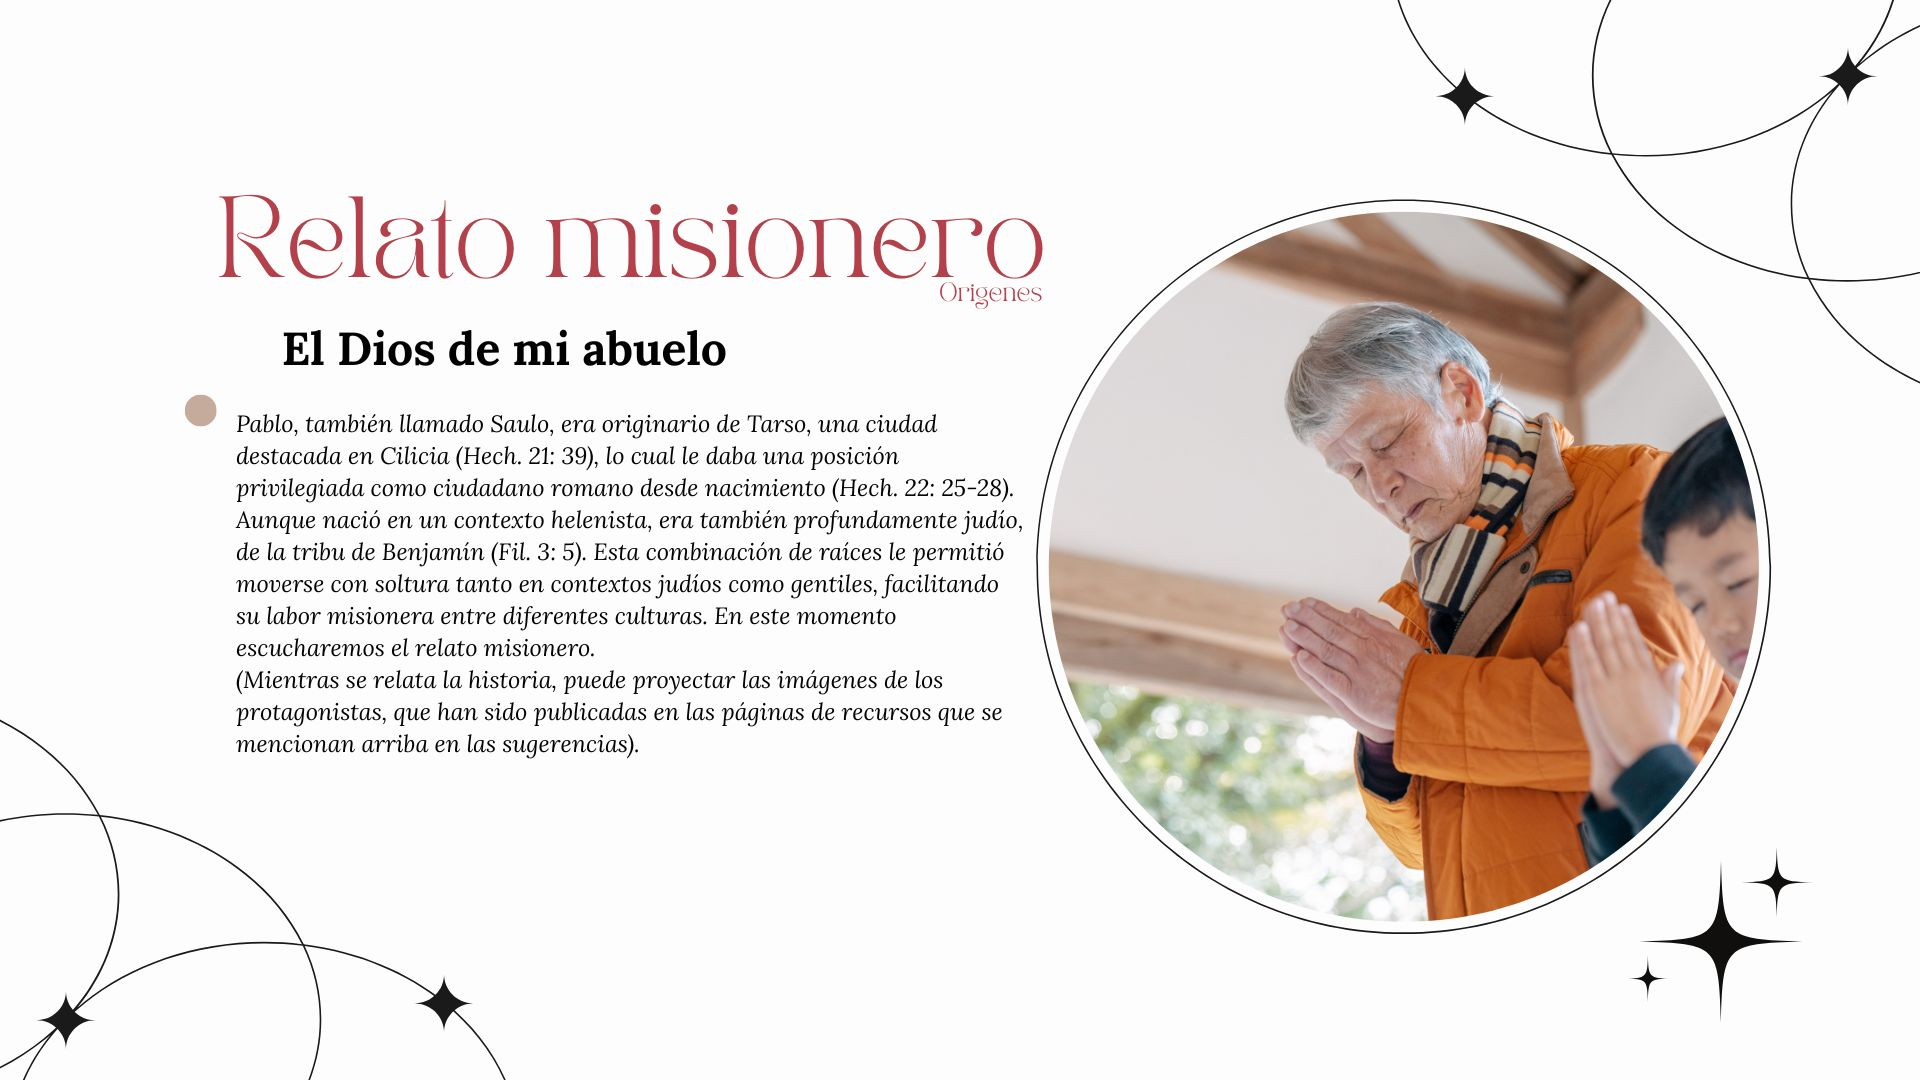 Relato misionero
Origenes
El Dios de mi abuelo
Pablo, también llamado Saulo, era originario de Tarso, una ciudad
destacada en Cilicia (Hech. 21: 39), lo cual le daba una posición
privilegiada como ciudadano romano desde nacimiento (Hech. 22: 25-28).
Aunque nació en un contexto helenista, era también profundamente judío,
de la tribu de Benjamín (Fil. 3: 5). Esta combinación de raíces le permitió
moverse con soltura tanto en contextos judíos como gentiles, facilitando
su labor misionera entre diferentes culturas. En este momento
escucharemos el relato misionero.
(Mientras se relata la historia, puede proyectar las imágenes de los
protagonistas, que han sido publicadas en las páginas de recursos que se
mencionan arriba en las sugerencias).